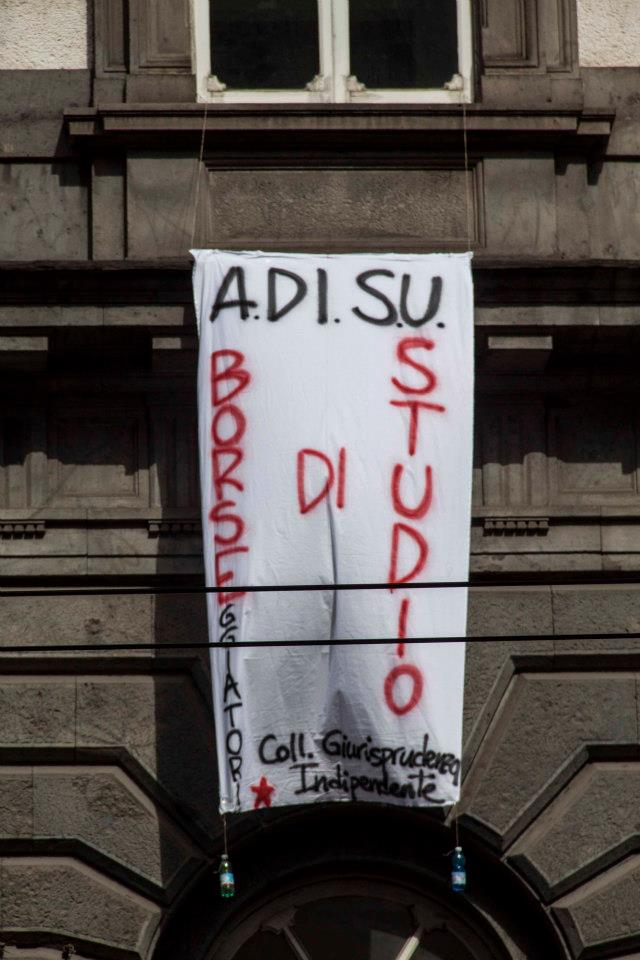 A.DI.S.U.
BORSEGGIATORI
DI
STUDIO
Coll. Giurisprudenza
Indipendente